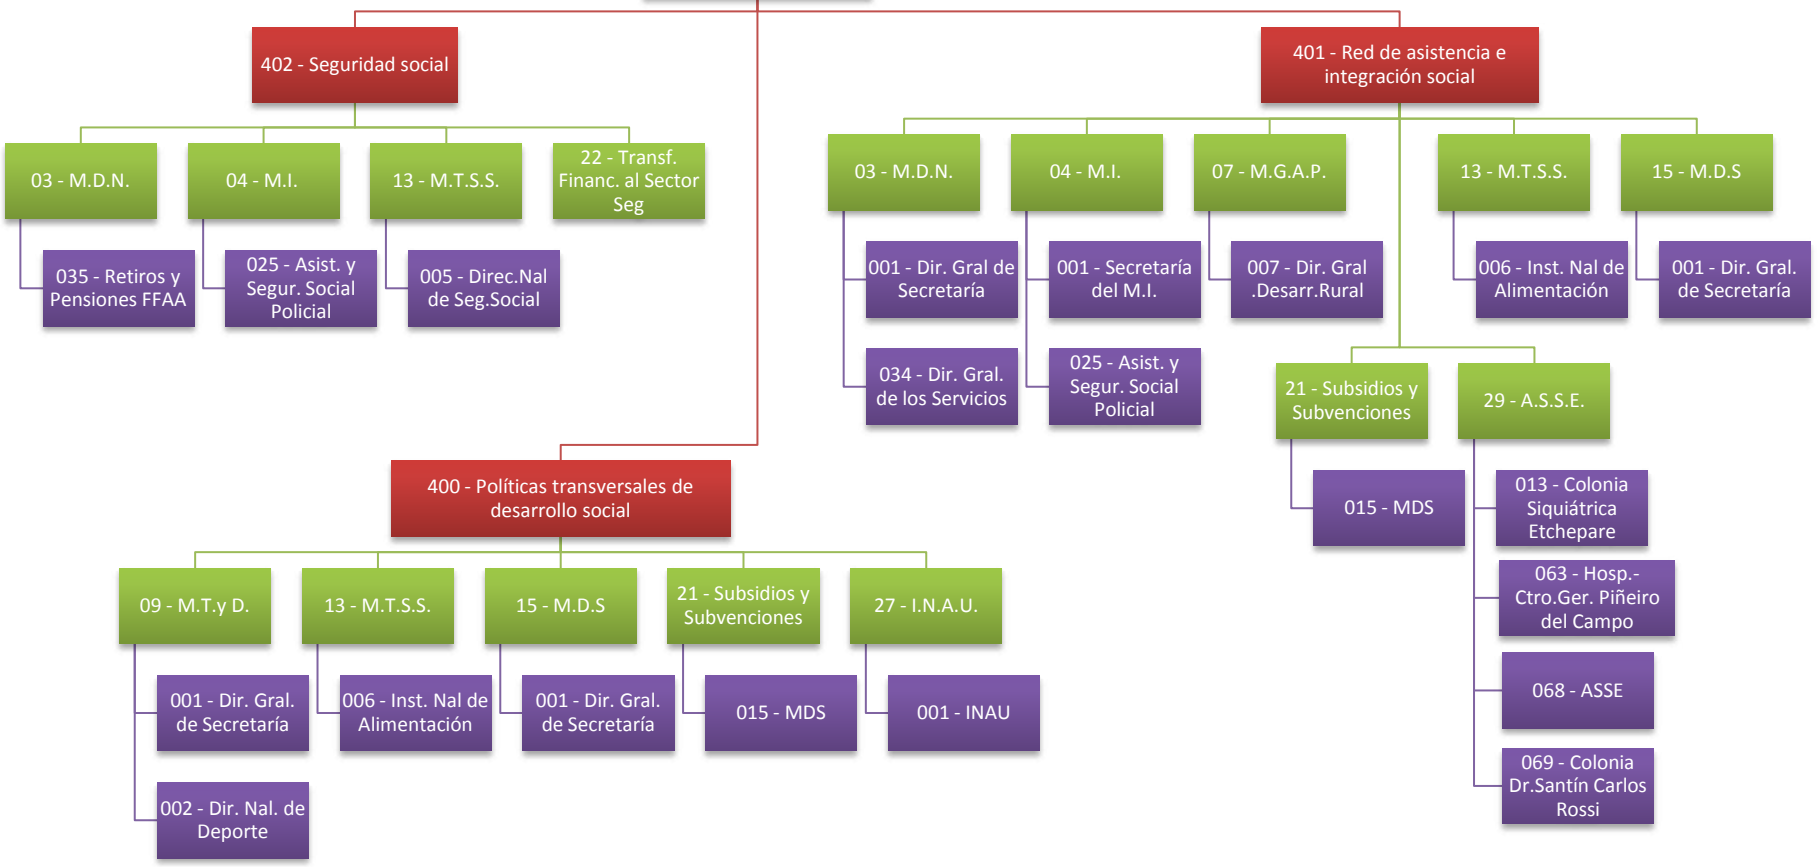 402 - Seguridad social
401 - Red de asistencia e
integración social
03 - M.D.N.
04 - M.I.
13 - M.T.S.S.
22 - Transf.
Financ. al Sector
Seg
035 - Retiros y
Pensiones FFAA
025 - Asist. y
Segur. Social
Policial
005 - Direc.Nal
de Seg.Social
03 - M.D.N.
04 - M.I.
07 - M.G.A.P.
13 - M.T.S.S.
15 - M.D.S
001 - Dir. Gral de
Secretaría
001 - Secretaría
del M.I.
007 - Dir. Gral
.Desarr.Rural
006 - Inst. Nal de
Alimentación
001 - Dir. Gral.
de Secretaría
034 - Dir. Gral.
de los Servicios
025 - Asist. y
Segur. Social
Policial
21 - Subsidios y
Subvenciones
29 - A.S.S.E.
015 - MDS
013 - Colonia
Siquiátrica
Etchepare
063 - Hosp.-
Ctro.Ger. Piñeiro
del Campo
068 - ASSE
069 - Colonia
Dr.Santín Carlos
Rossi
400 - Políticas transversales de
desarrollo social
09 - M.T.y D.
13 - M.T.S.S.
15 - M.D.S
21 - Subsidios y
Subvenciones
27 - I.N.A.U.
001 - Dir. Gral.
de Secretaría
006 - Inst. Nal de
Alimentación
001 - Dir. Gral.
de Secretaría
015 - MDS
001 - INAU
002 - Dir. Nal. de
Deporte